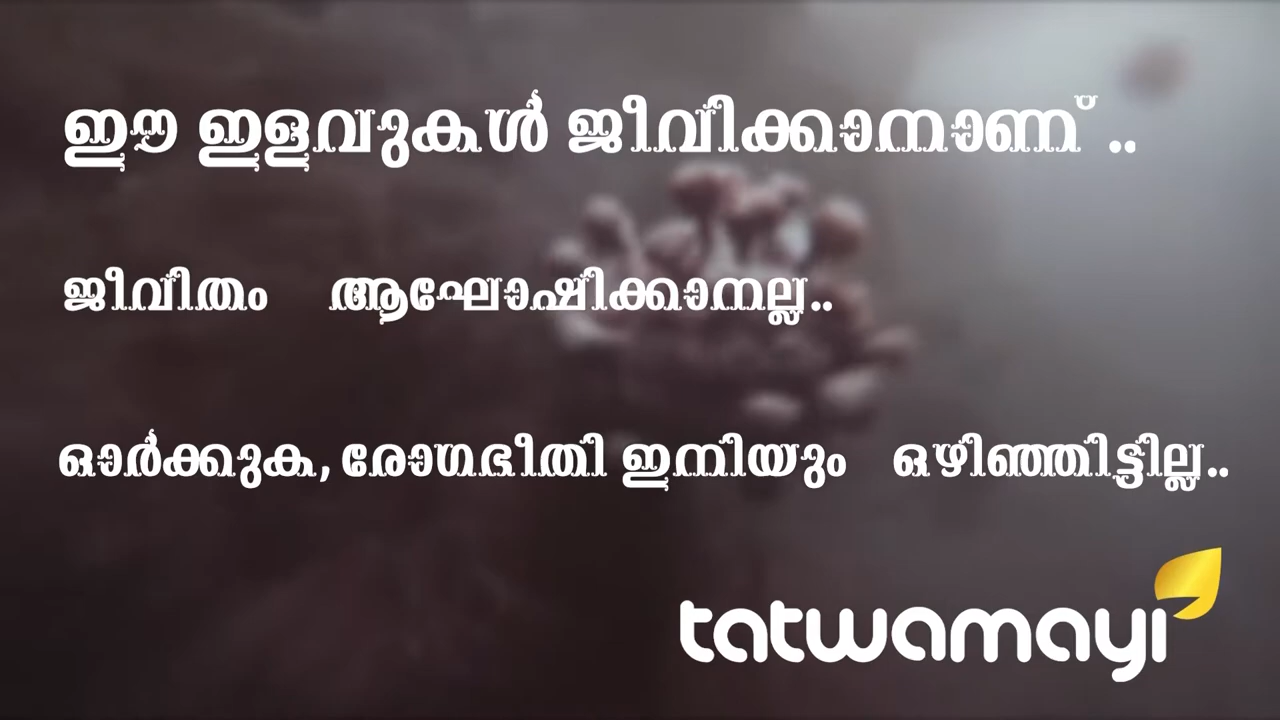 ഈ ഇളവുകൾ ജീവിക്കാനാണ് ..
ജീവിതം ആഘോഷിക്കാനല്ല..
ഓർക്കുക, രോഗഭീതി ഇനിയും ഒഴിഞ്ഞിട്ടില്ല..
tatwamayi